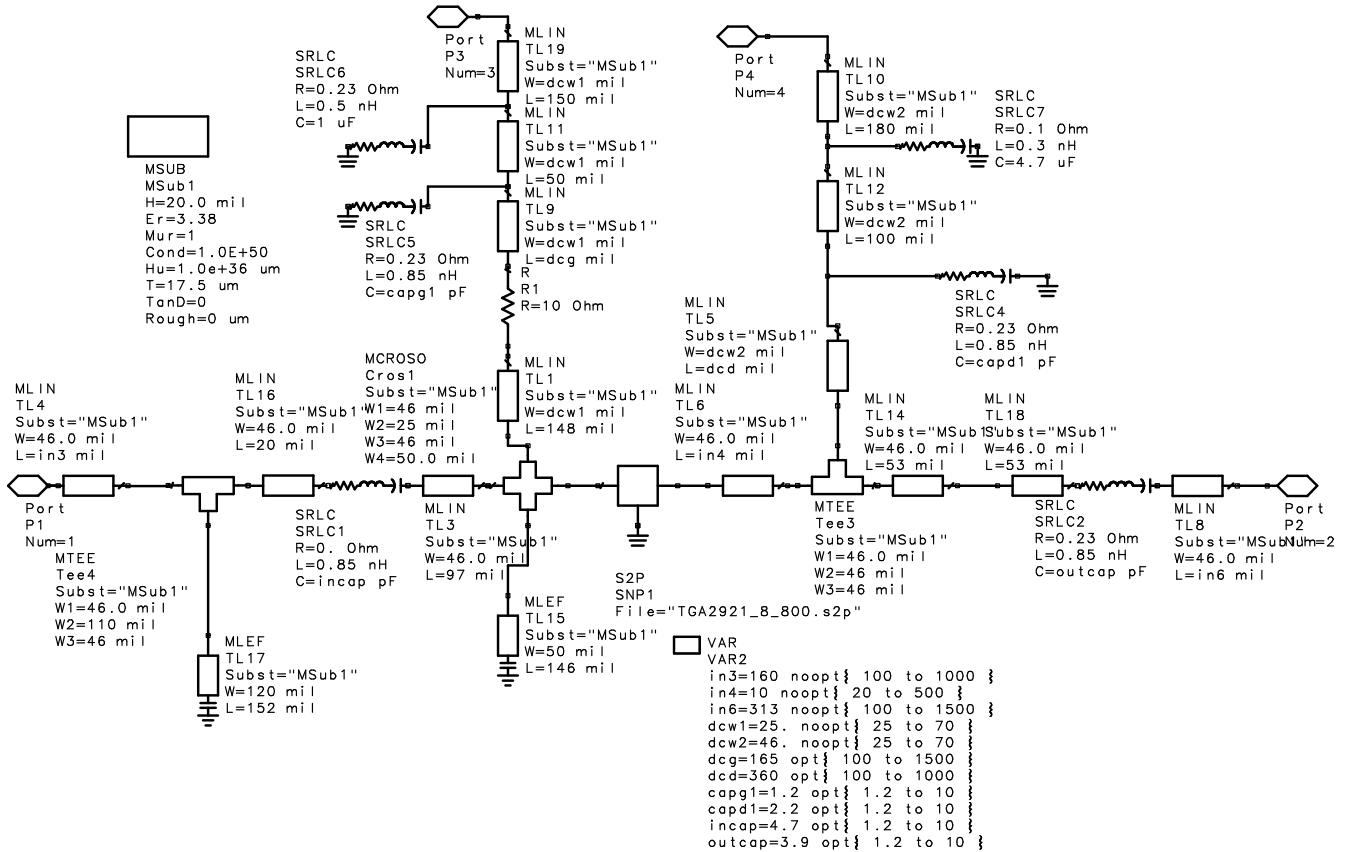 Port
P3
Num=3
MLIN
TL19
Subst="MSub1"
W=dcw1 mil
L=150 mil
SRLC
SRLC6
R=0.23 Ohm
L=0.5 nH
C=1 uF
Port
P4
Num=4
MLIN
TL10
Subst="MSub1"
W=dcw2 mil
L=180 mil
SRLC
SRLC7
R=0.1 Ohm
L=0.3 nH
C=4.7 uF
MLIN
TL11
Subst="MSub1"
W=dcw1 mil
L=50 mil
MSUB
MSub1
H=20.0 mil
Er=3.38
Mur=1
Cond=1.0E+50
Hu=1.0e+36 um
T=17.5 um
TanD=0
Rough=0 um
MLIN
TL12
Subst="MSub1"
W=dcw2 mil
L=100 mil
MLIN
TL9
Subst="MSub1"
W=dcw1 mil
L=dcg mil
SRLC
SRLC5
R=0.23 Ohm
L=0.85 nH
C=capg1 pF
R
R1
R=10 Ohm
SRLC
SRLC4
R=0.23 Ohm
L=0.85 nH
C=capd1 pF
MLIN
TL5
Subst="MSub1"
W=dcw2 mil
L=dcd mil
MLIN
TL4
Subst="MSub1"
W=46.0 mil
L=in3 mil
MLIN
TL16
Subst="MSub1"
W=46.0 mil
L=20 mil
MCROSO
Cros1
Subst="MSub1"
W1=46 mil
W2=25 mil
W3=46 mil
W4=50.0 mil
MLIN
TL1
Subst="MSub1"
W=dcw1 mil
L=148 mil
MLIN
TL6
Subst="MSub1"
W=46.0 mil
L=in4 mil
MLIN
TL14
Subst="MSub1"
W=46.0 mil
L=53 mil
MLIN
TL18
Subst="MSub1"
W=46.0 mil
L=53 mil
Port
P1
Num=1
MTEE
Tee4
Subst="MSub1"
W1=46.0 mil
W2=110 mil
W3=46 mil
SRLC
SRLC1
R=0. Ohm
L=0.85 nH
C=incap pF
MLIN
TL3
Subst="MSub1"
W=46.0 mil
L=97 mil
S2P
SNP1
File="TGA2921_8_800.s2p"
MTEE
Tee3
Subst="MSub1"
W1=46 mil
W2=46 mil
W3=46 mil
SRLC
SRLC2
R=0.23 Ohm
L=0.85 nH
C=outcap pF
MLIN
TL8
Subst="MSub1"
W=46.0 mil
L=in6 mil
Port
P2
Num=2
MLEF
TL17
Subst="MSub1"
W=120 mil
L=152 mil
MLEF
TL15
Subst="MSub1"
W=50 mil
L=146 mil
VAR
VAR2
in3=160 noopt{ 100 to 1000 }
in4=10 noopt{ 20 to 500 }
in6=313 noopt{ 100 to 1500 }
dcw1=25. noopt{ 25 to 70 }
dcw2=46. noopt{ 25 to 70 }
dcg=165 opt{ 100 to 1500 }
dcd=360 opt{ 100 to 1000 }
capg1=1.2 opt{ 1.2 to 10 }
capd1=2.2 opt{ 1.2 to 10 }
incap=4.7 opt{ 1.2 to 10 }
outcap=3.9 opt{ 1.2 to 10 }